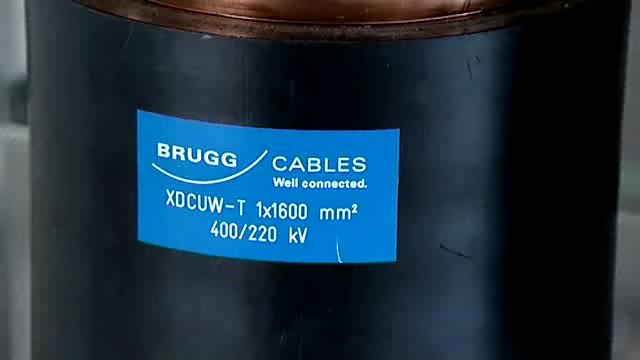 BRUGG CABLES
Well connected.
XDCUW-T 1x1600 mm²
400/220 kV